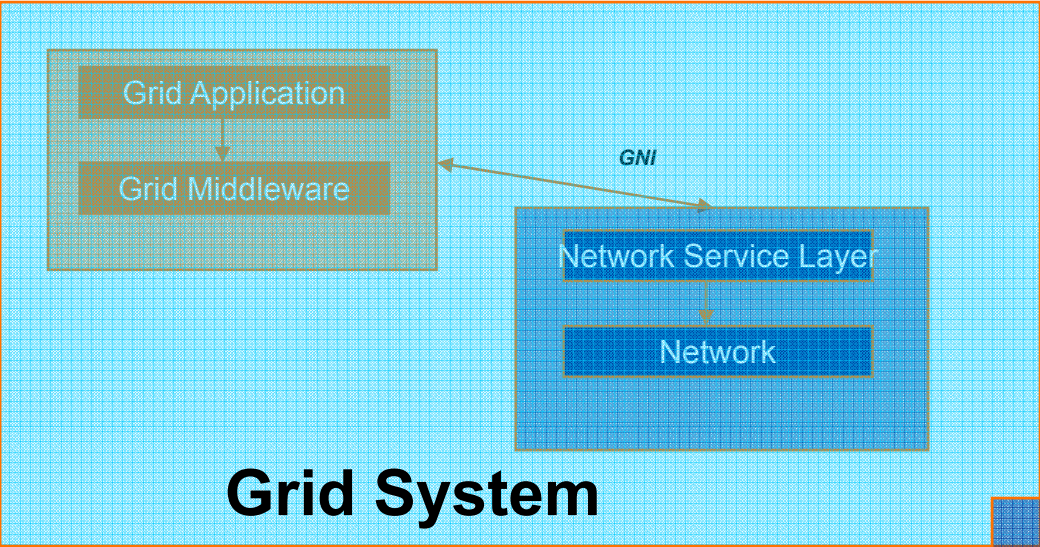 Grid Application
Grid Middleware
GNI
Network Service Layer
Network
Grid System